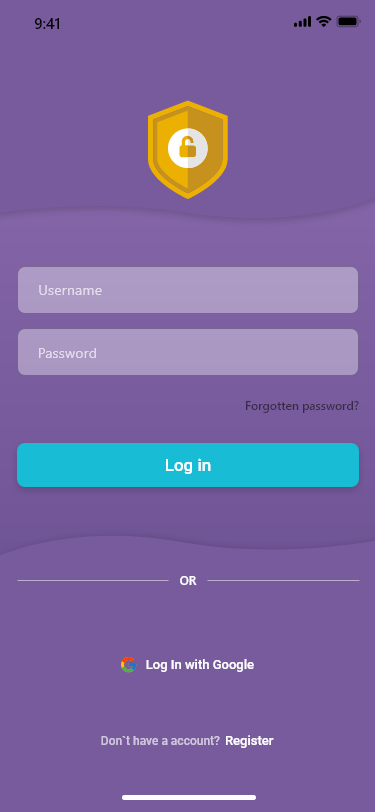 9:41
Username
Password
Forgotten password?
Log in
OR
Log In with Google
Don`t have a account? Register